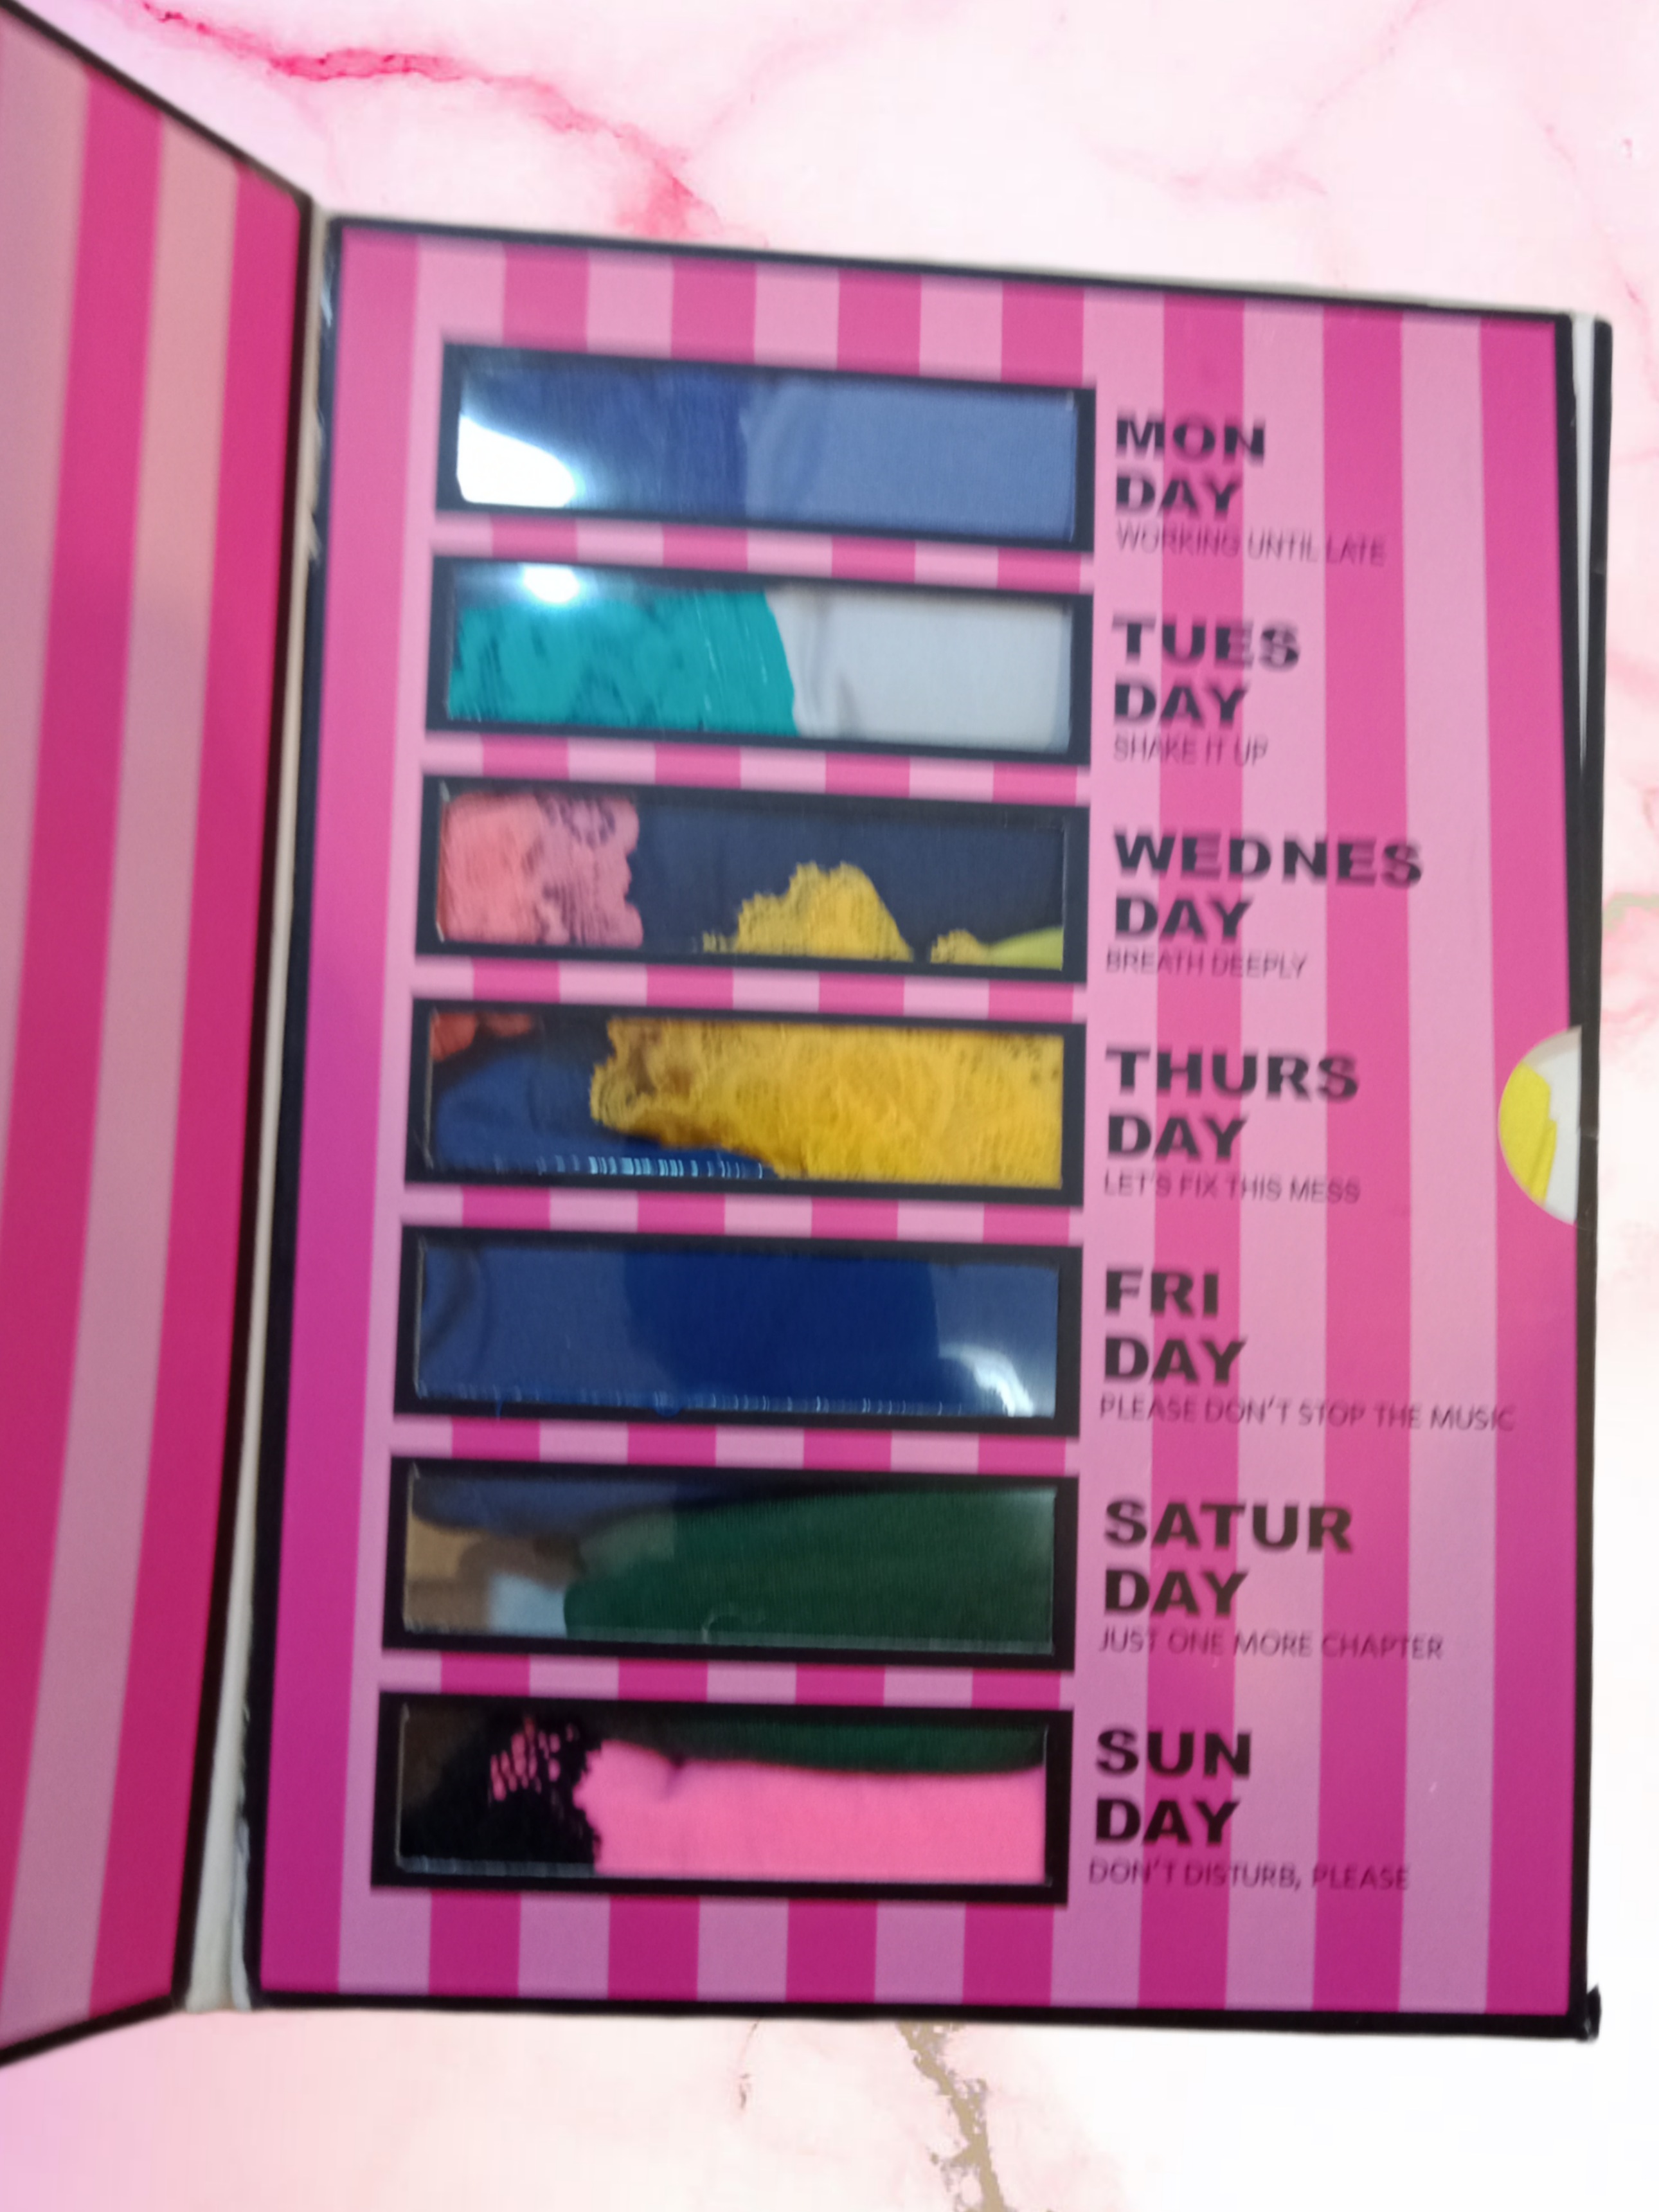 MON
DAY
WORKING UNTIL LATE
TUES
DAY
SHAKE IT UP
WEDNES
DAY
BREATH DEEPLY
THURS
DAY
LET'S FIX THIS MESS
FRI
DAY
PLEASE DON'T STOP THE MUSIC
SATUR
DAY
JUST ONE MORE CHAPTER
SUN
DAY
DON'T DISTURB, PLEASE